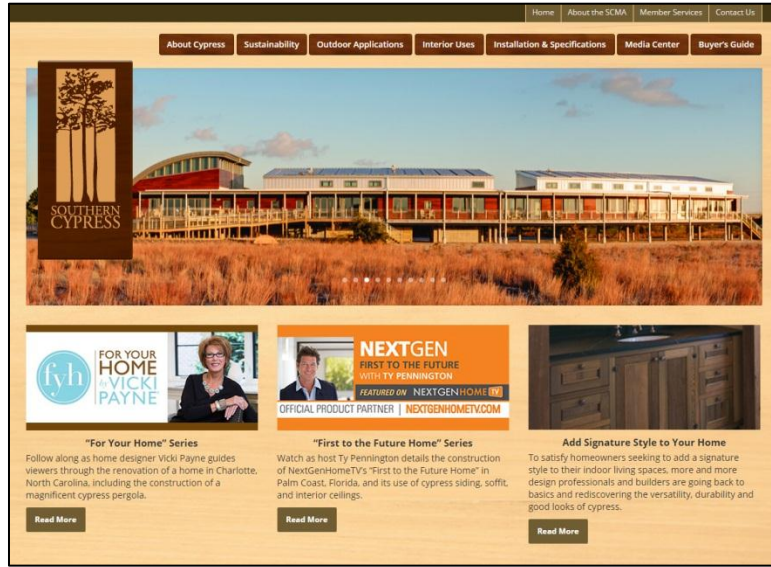 Home About the SCMA Member Services Contact Us
About Cypress Sustainability Outdoor Applications Interior Uses Installation & Specifications Media Center Buyer's Guide
SOUTHERN
CYPRESS
fyh
FOR YOUR
HOME
by VICKI
PAYNE
NEXTGEN
FIRST TO THE FUTURE
WITH TY PENNINGTON
FEATURED ON NEXTGENHOME TV
OFFICIAL PRODUCT PARTNER | NEXTGENHOMETV.COM
"For Your Home" Series
Follow along as home designer Vicki Payne guides
viewers through the renovation of a home in Charlotte,
North Carolina, including the construction of a
magnificent cypress pergola.
Read More
"First to the Future Home" Series
Watch as host Ty Pennington details the construction
of NextGenHomeTV's "First to the Future Home" in
Palm Coast, Florida, and its use of cypress siding, soffit,
and interior ceilings.
Read More
Add Signature Style to Your Home
To satisfy homeowners seeking to add a signature
style to their indoor living spaces, more and more
design professionals and builders are going back to
basics and rediscovering the versatility, durability and
good looks of cypress.
Read More